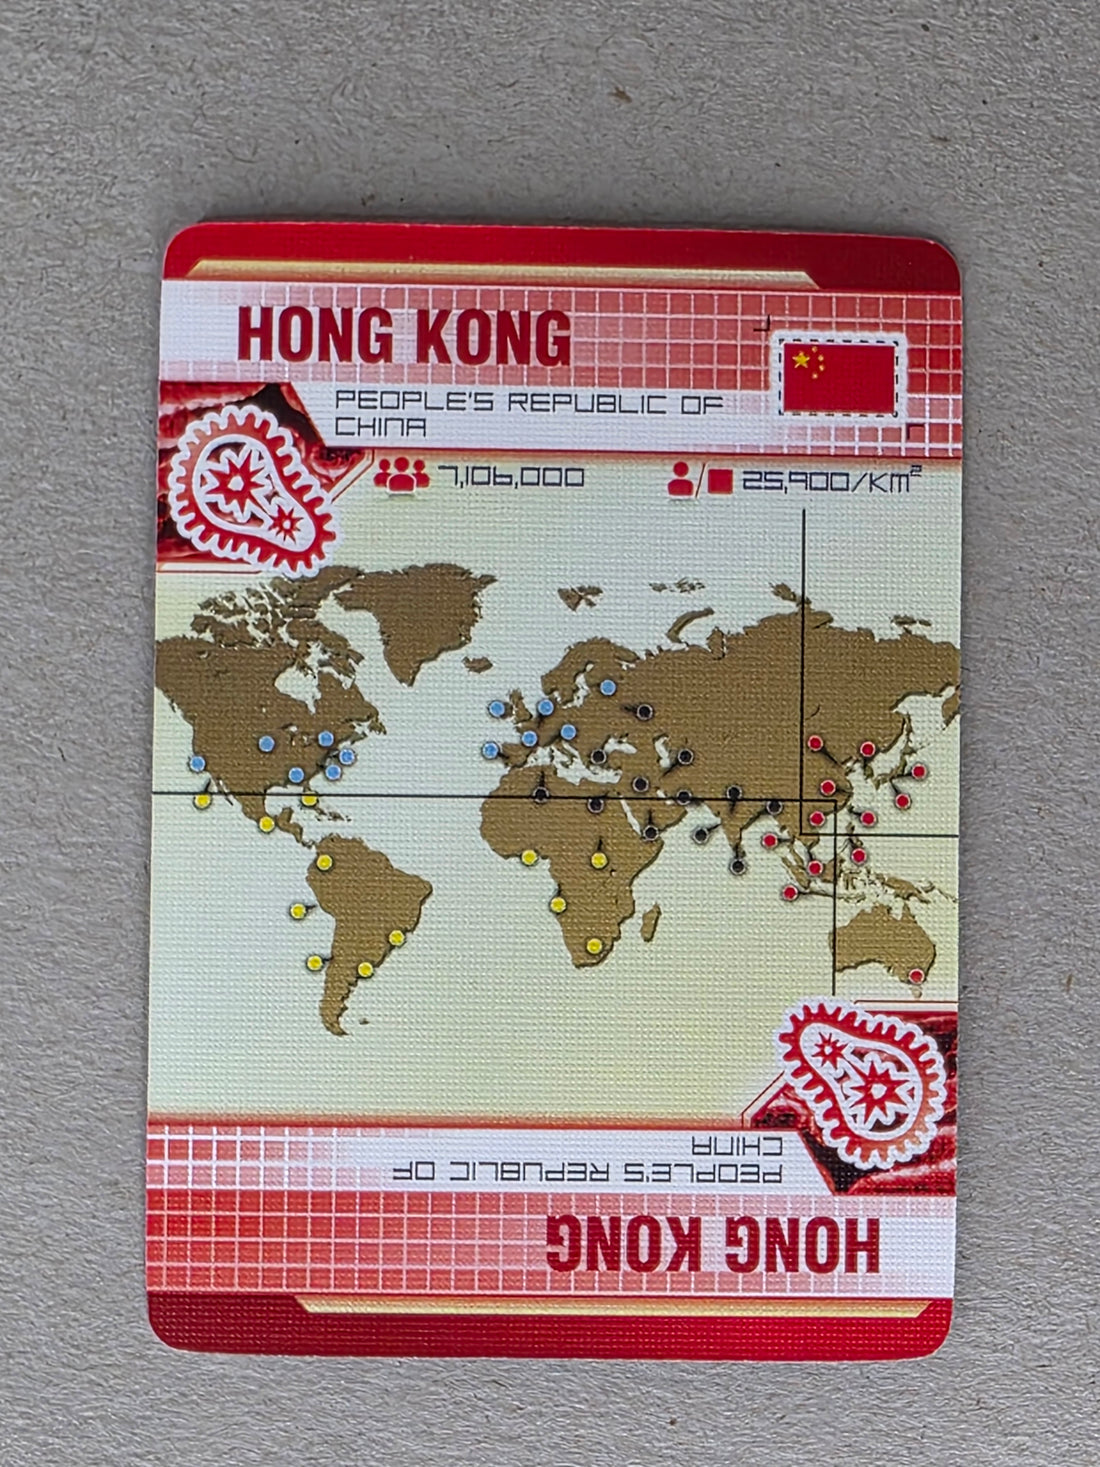 HONG KONG
PEOPLE'S REPUBLIC OF
CHINA
7,106,000
25,900/KM²
PEOPLE'S REPUBLIC OF
CHINA
HONG KONG